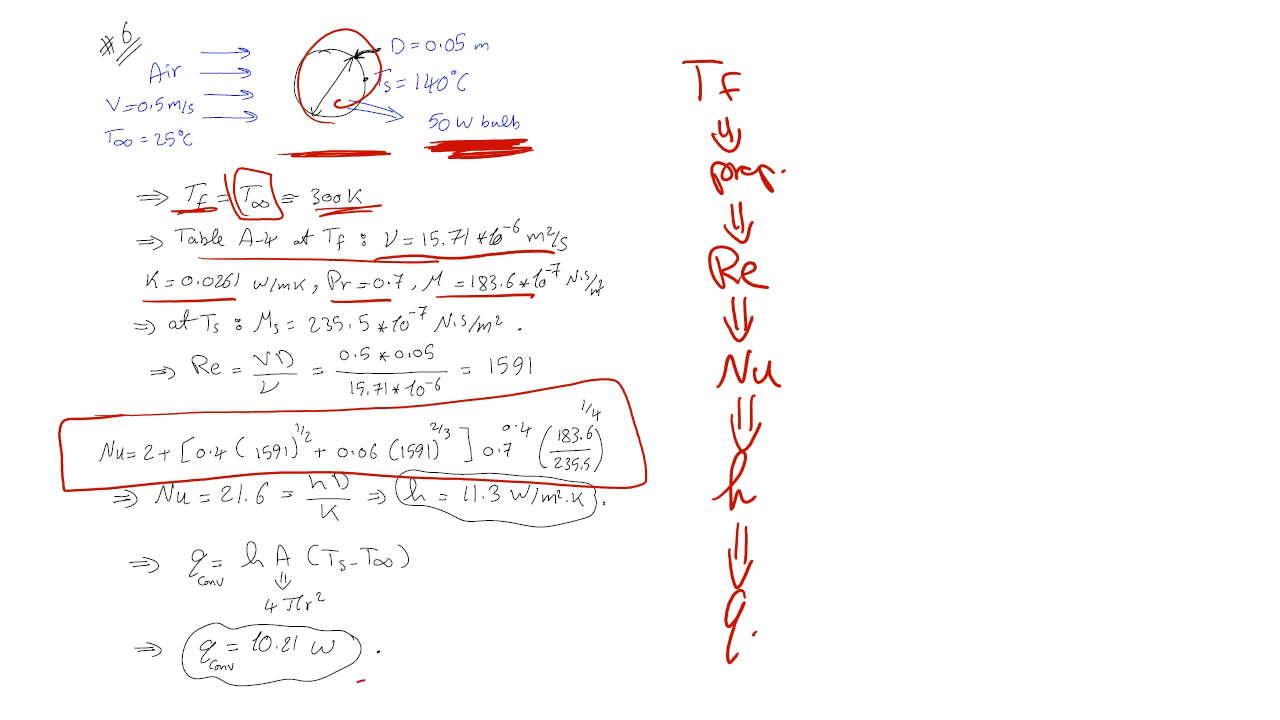 #6
Air
V=0.5m/s
T∞ = 25°C
D = 0.05 m
Ts = 140°C
50 W bulb
⇒ Tf = T∞ ≅ 300K
⇒ Table A-4 at Tf : ν = 15.71 * 10^-6 m²/s
K = 0.0261 W/mK, Pr = 0.7, μ = 183.6 * 10^-7 N.s/m²
⇒ at Ts : μs = 235.5 * 10^-7 N.s/m².
⇒ Re = VD/ν = 0.5 * 0.05 / 15.71 * 10^-6 = 1591
Nu = 2 + [0.4 (1591)^1/2 + 0.06 (1591)^2/3] 0.7^0.4 (183.6/235.5)^1/4
⇒ Nu = 21.6 = hD/K ⇒ h = 11.3 W/m².K.
⇒ qconv = hA (Ts - T∞)
⇓
4πr²
⇒ qconv = 10.21 W.
Tf
⇓
prop.
⇓
Re
⇓
Nu
⇓
h
⇓
q.